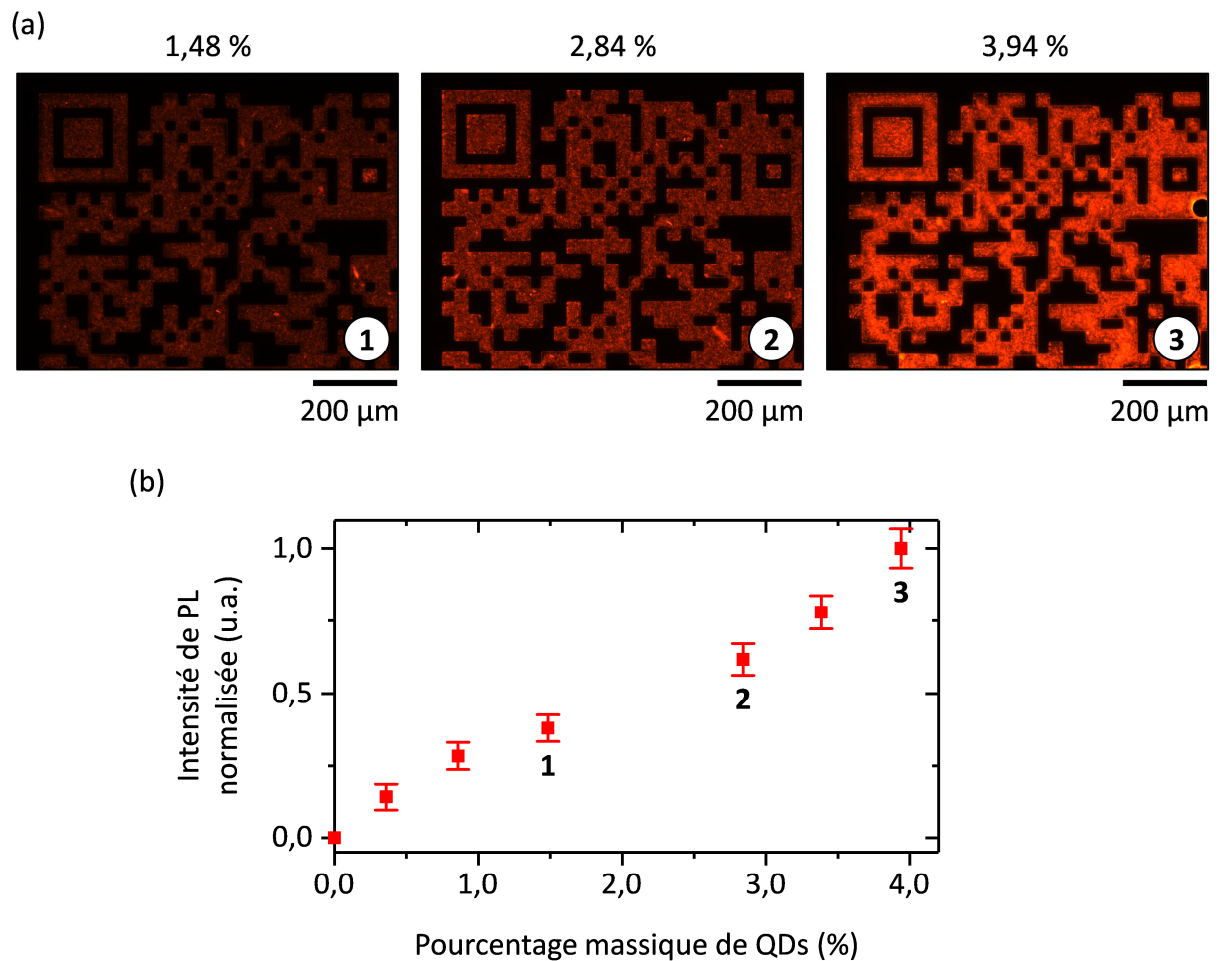 (a)
1,48 %
2,84 %
3,94 %
1
2
3
200 µm
200 µm
200 µm
(b)
Intensité de PL
normalisée (u.a.)
1,0
0,5
0,0
3
2
1
0,0
1,0
2,0
3,0
4,0
Pourcentage massique de QDs (%)